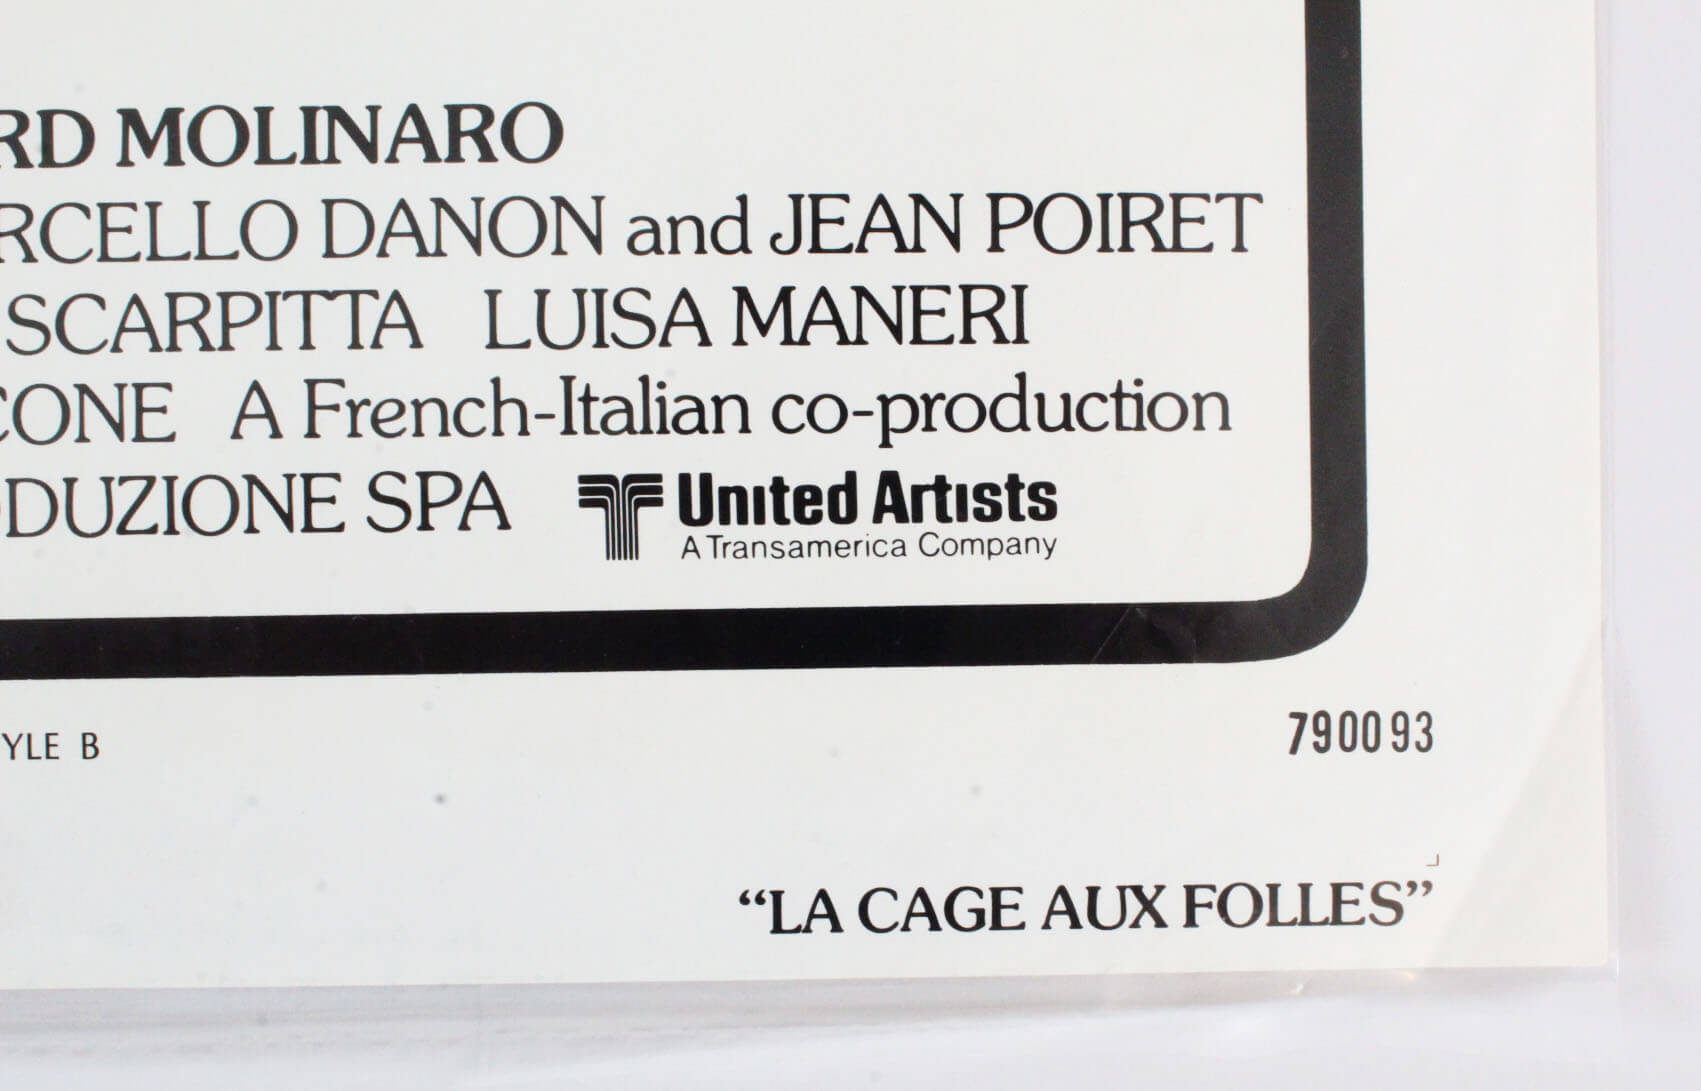 RD MOLINARO
RCELLO DANON and JEAN POIRET
SCARPITTA LUISA MANERI
CONE A French-Italian co-production
DUZIONE SPA United Artists
A Transamerica Company
YLE B
790093
“LA CAGE AUX FOLLES”